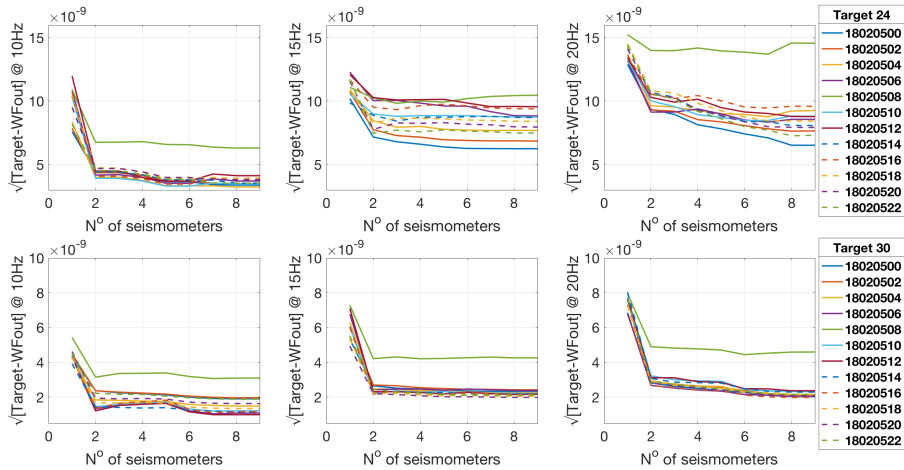 ×10⁻⁹
15
10
5
0 2 4 6 8
Nº of seismometers
√[Target-WFout] @ 10Hz
×10⁻⁹
15
10
5
0 2 4 6 8
Nº of seismometers
√[Target-WFout] @ 15Hz
×10⁻⁹
15
10
5
0 2 4 6 8
Nº of seismometers
√[Target-WFout] @ 20Hz
Target 24
18020500
18020502
18020504
18020506
18020508
18020510
18020512
18020514
18020516
18020518
18020520
18020522
×10⁻⁹
10
8
6
4
2
0 2 4 6 8
Nº of seismometers
√[Target-WFout] @ 10Hz
×10⁻⁹
10
8
6
4
2
0 2 4 6 8
Nº of seismometers
√[Target-WFout] @ 15Hz
×10⁻⁹
10
8
6
4
2
0 2 4 6 8
Nº of seismometers
√[Target-WFout] @ 20Hz
Target 30
18020500
18020502
18020504
18020506
18020508
18020510
18020512
18020514
18020516
18020518
18020520
18020522